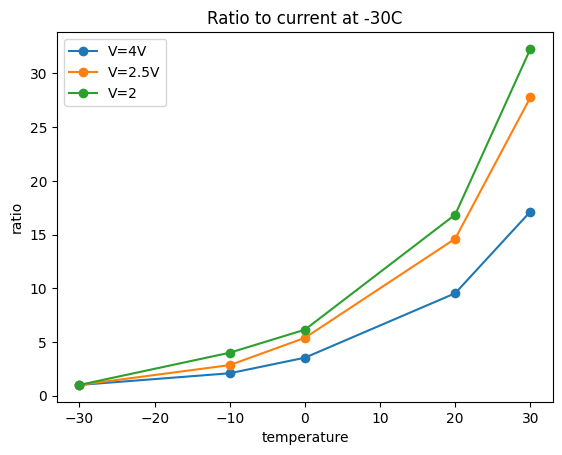 Ratio to current at -30C
V=4V
V=2.5V
V=2
30
25
20
15
10
5
0
ratio
−30 −20 −10 0 10 20 30
temperature